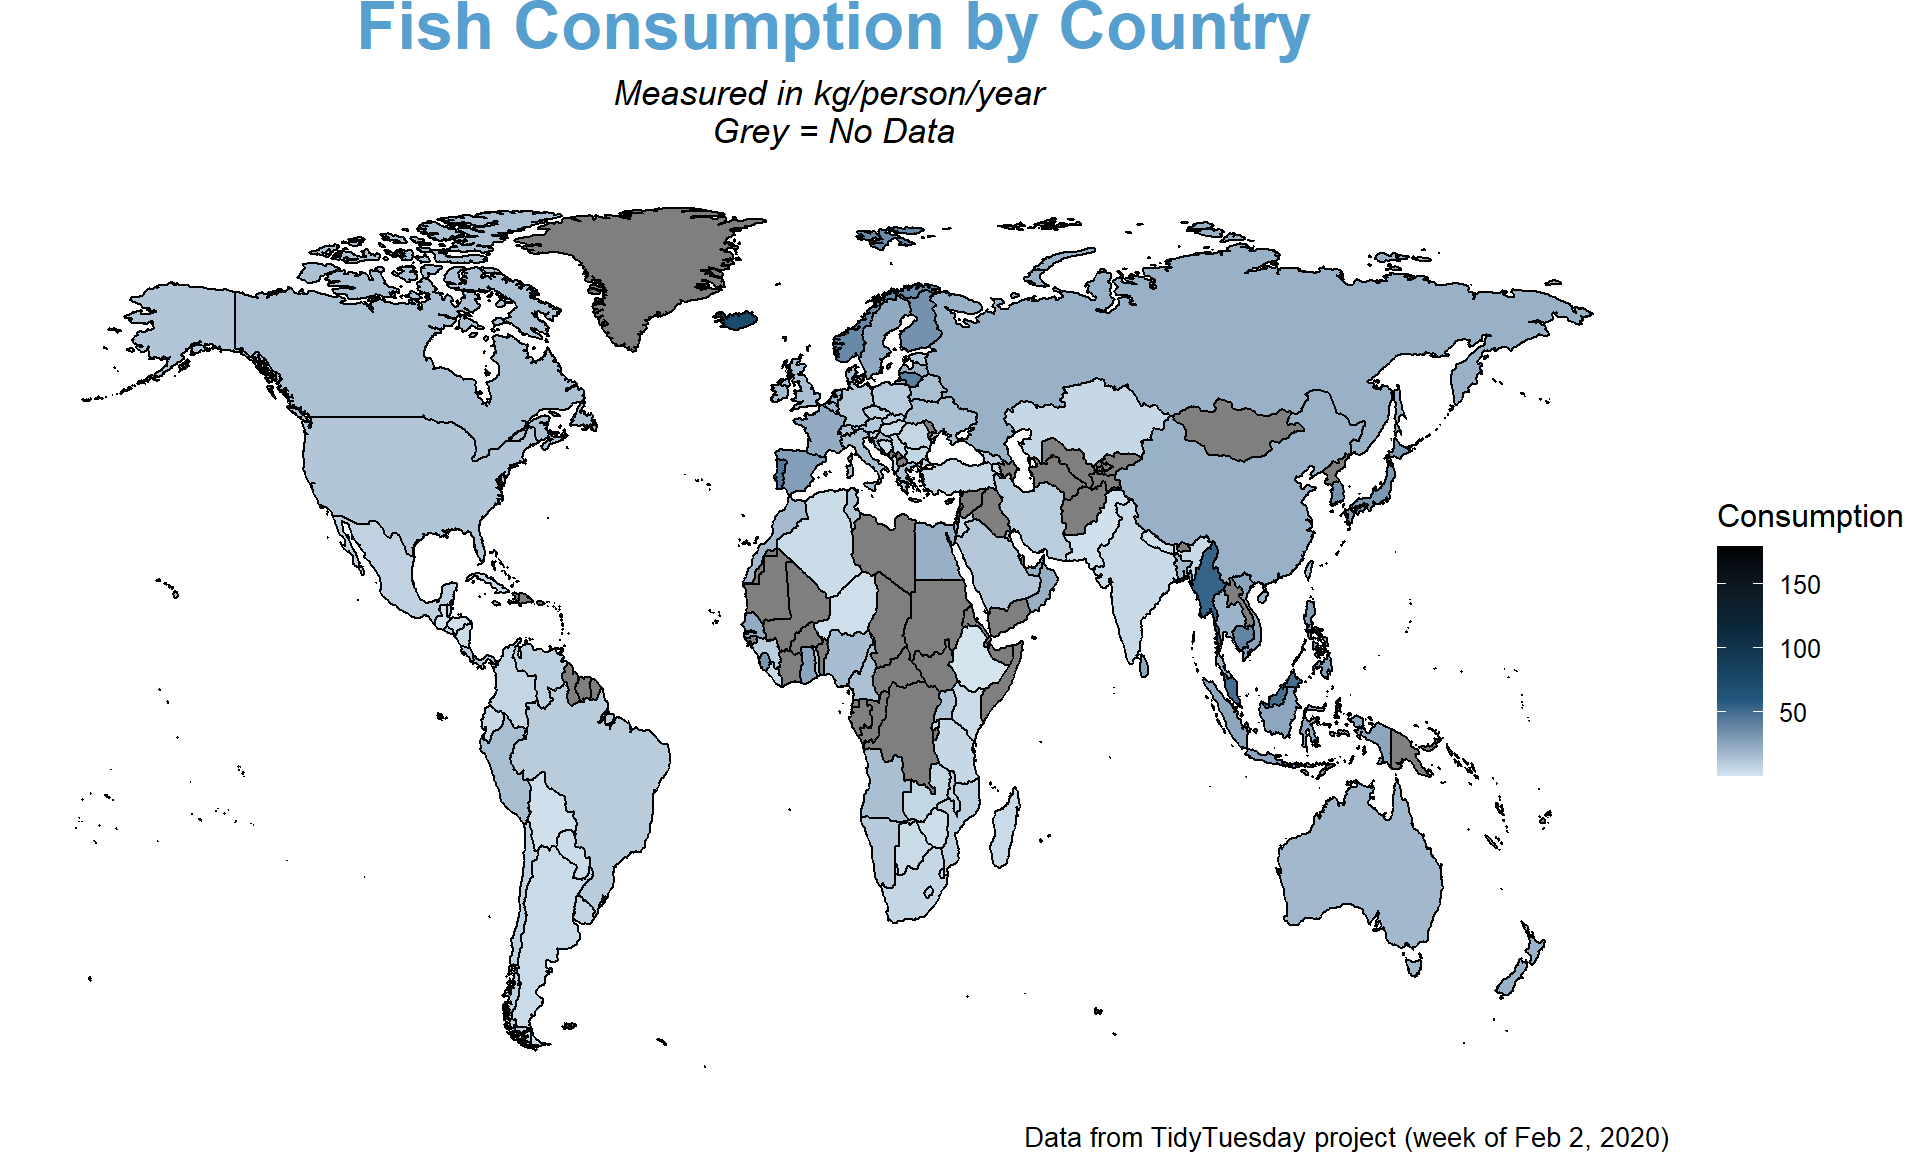 Fish Consumption by Country
Measured in kg/person/year
Grey = No Data
Consumption
150
100
50
Data from TidyTuesday project (week of Feb 2, 2020)